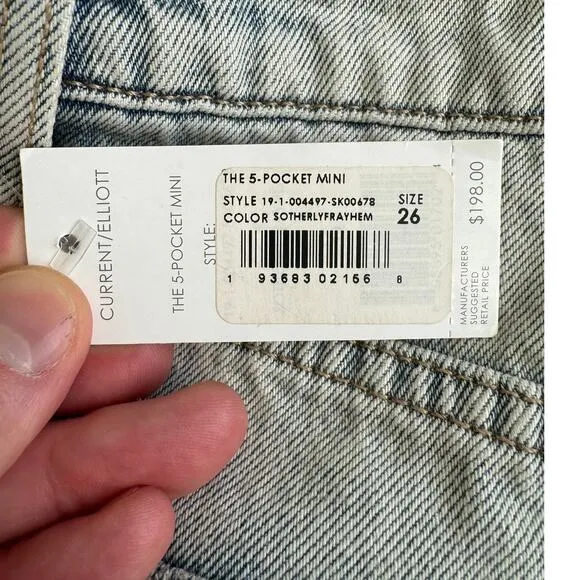 CURRENT/ELLIOTT
THE 5-POCKET MINI
STYLE:
THE 5-POCKET MINI
STYLE 19-1-004497-SK00678
COLOR SOTHERLYFRAYHEM
SIZE
26
1 93683 02156 8
MANUFACTURERS
SUGGESTED
RETAIL PRICE
$198.00